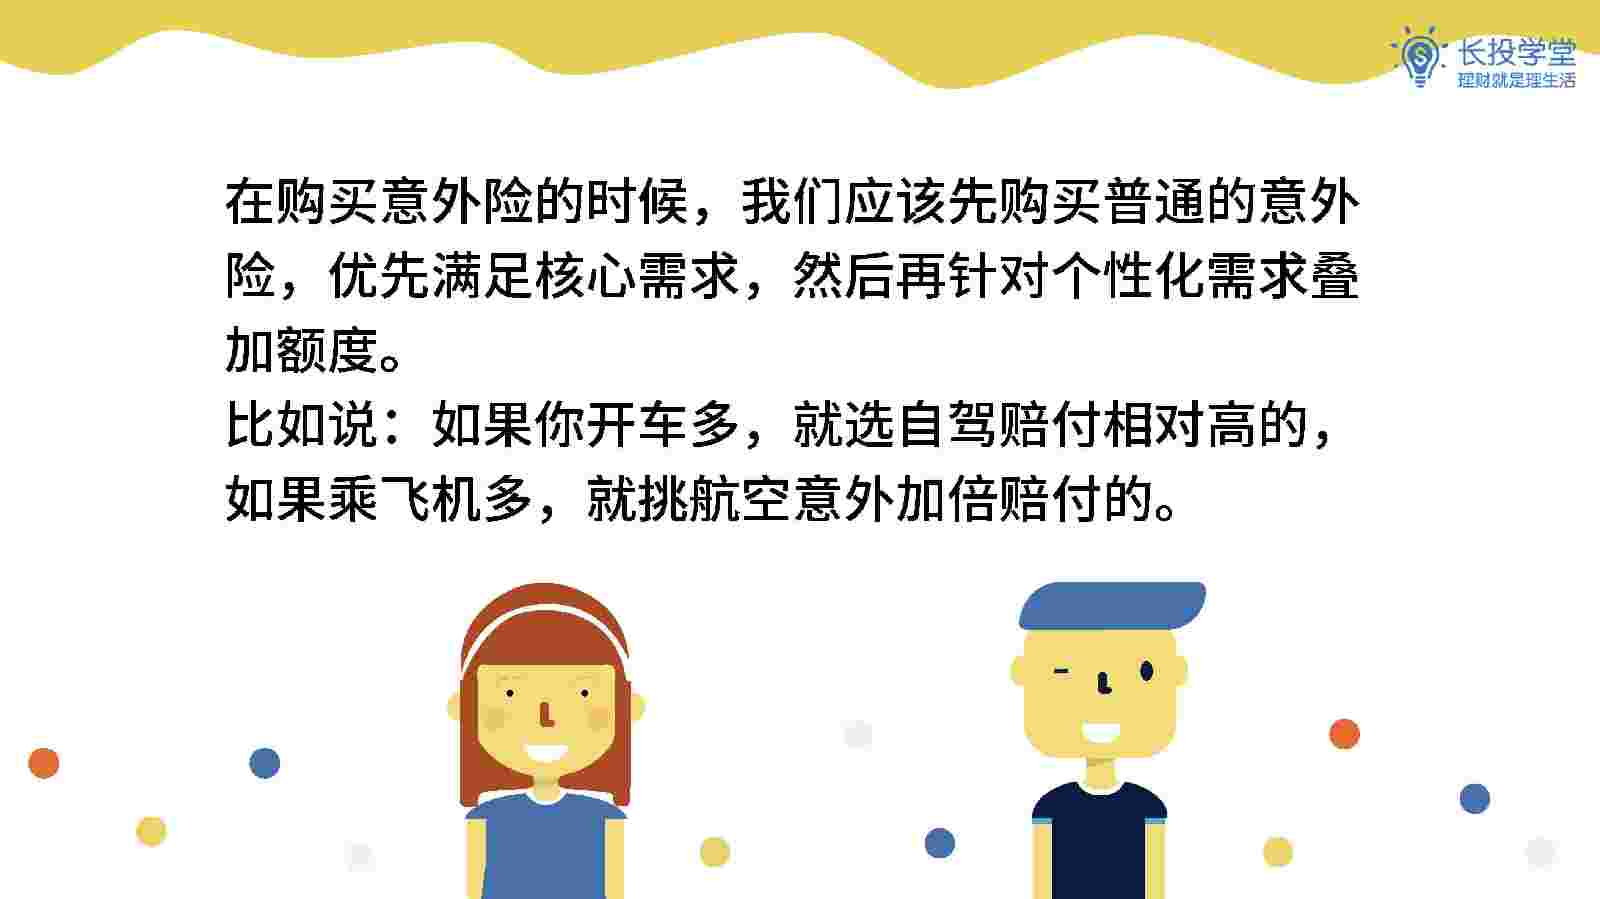 长投学堂
理财就是理生活
在购买意外险的时候，我们应该先购买普通的意外
险，优先满足核心需求，然后再针对个性化需求叠
加额度。
比如说：如果你开车多，就选自驾赔付相对高的，
如果乘飞机多，就挑航空意外加倍赔付的。